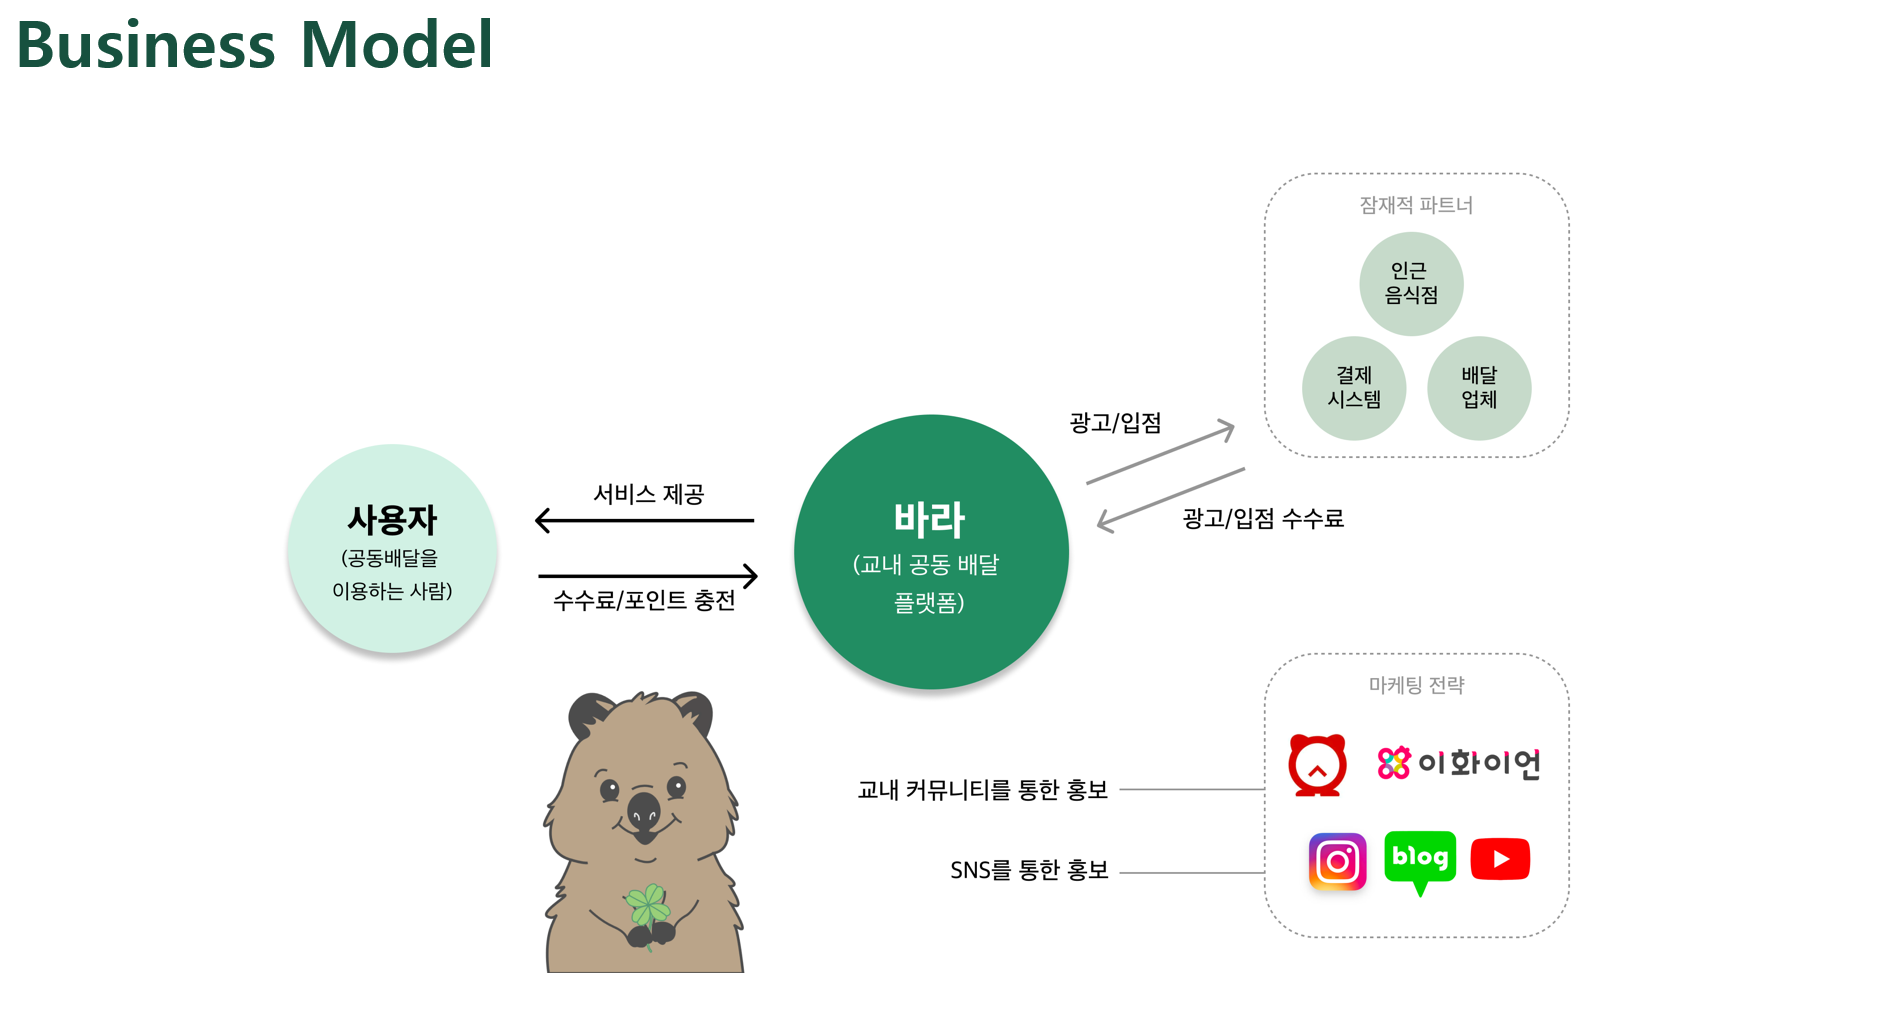 Business Model
잠재적 파트너
인근
음식점
결제
시스템
배달
업체
광고/입점
광고/입점 수수료
서비스 제공
수수료/포인트 충전
사용자
(공동배달을
이용하는 사람)
바라
(교내 공동 배달
플랫폼)
마케팅 전략
이화이언
교내 커뮤니티를 통한 홍보
blog
SNS를 통한 홍보